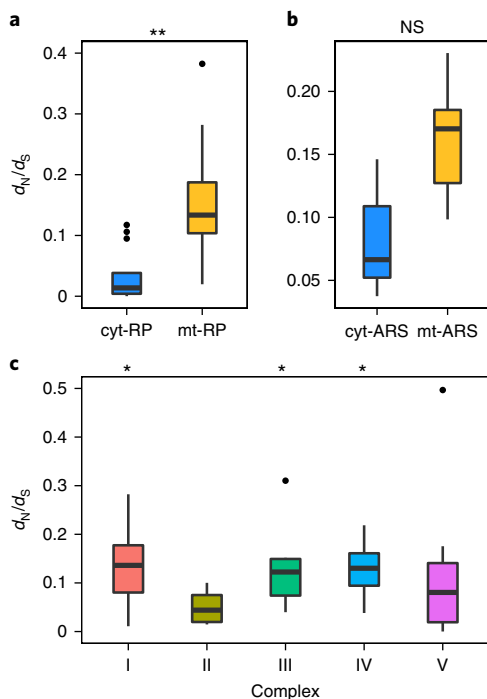 a
**
0.4
0.3
0.2
0.1
0
dN/dS
cyt-RP mt-RP
b
NS
0.20
0.15
0.10
0.05
cyt-ARS mt-ARS
c
* * *
0.5
0.4
0.3
0.2
0.1
0
dN/dS
I II III IV V
Complex